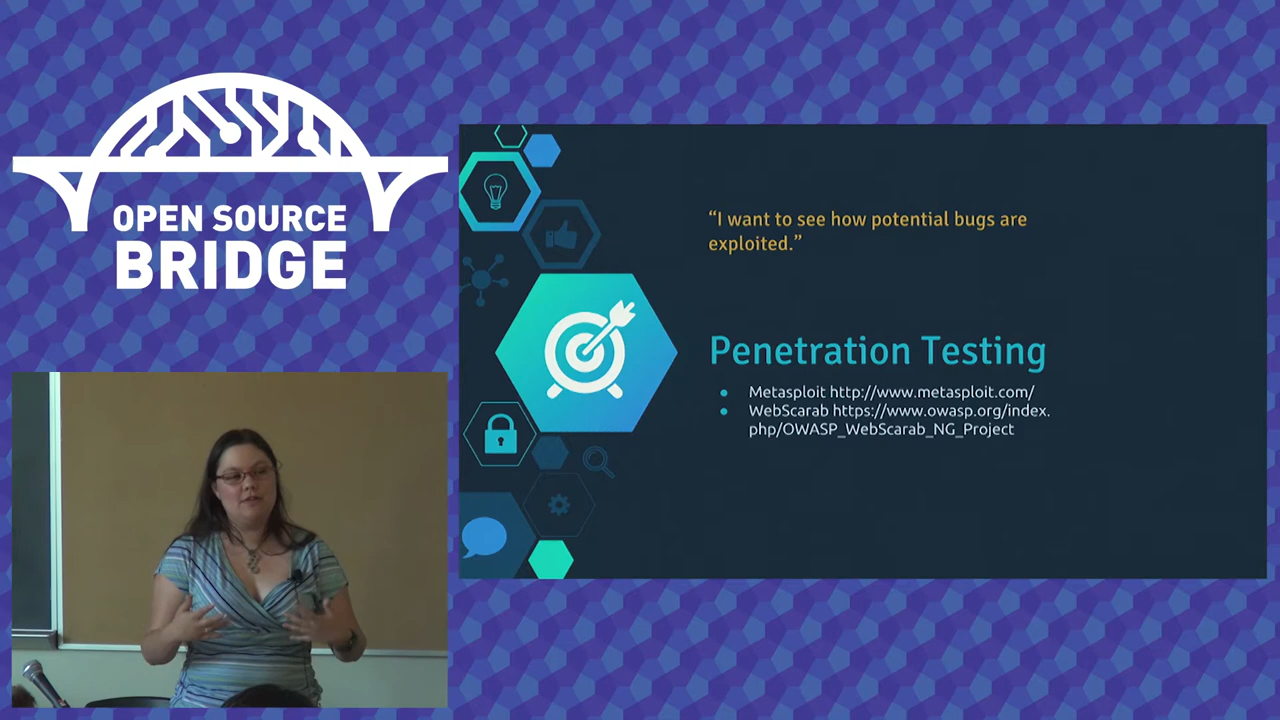 OPEN SOURCE
BRIDGE
“I want to see how potential bugs are
exploited.”
Penetration Testing
● Metasploit http://www.metasploit.com/
● WebScarab https://www.owasp.org/index.
php/OWASP_WebScarab_NG_Project